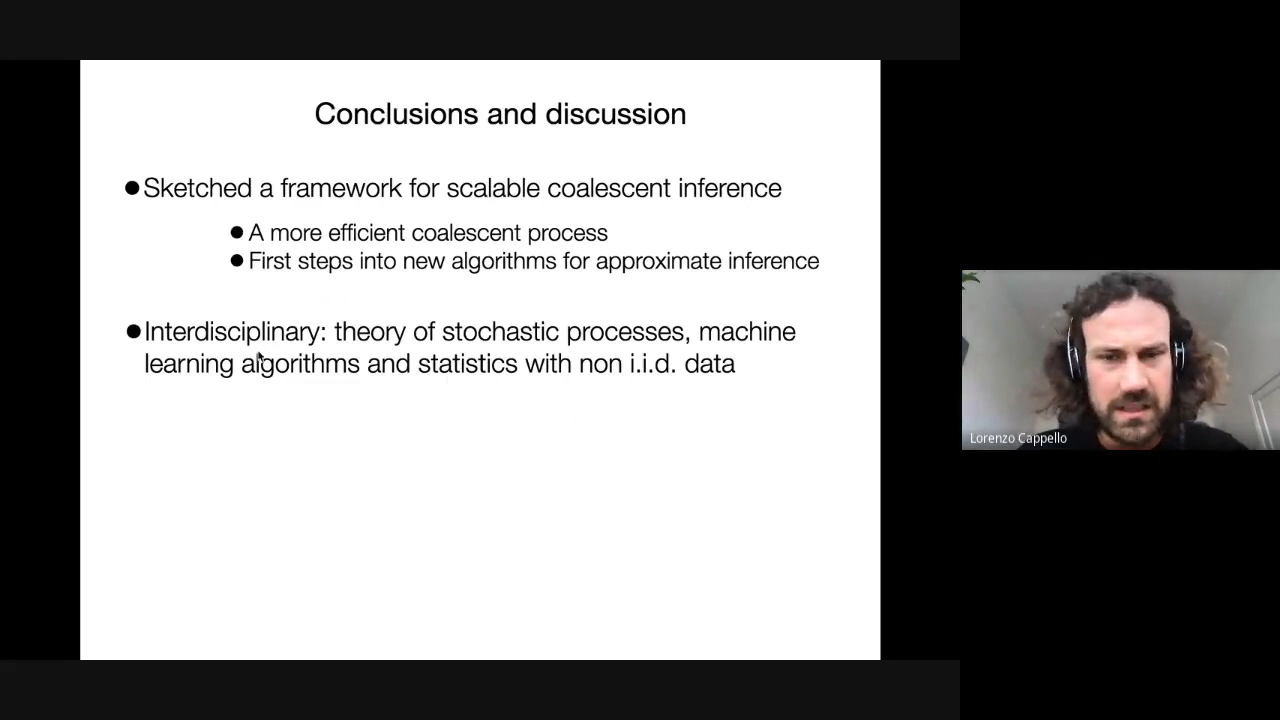 Conclusions and discussion
●Sketched a framework for scalable coalescent inference
●A more efficient coalescent process
●First steps into new algorithms for approximate inference
●Interdisciplinary: theory of stochastic processes, machine
learning algorithms and statistics with non i.i.d. data
Lorenzo Cappello